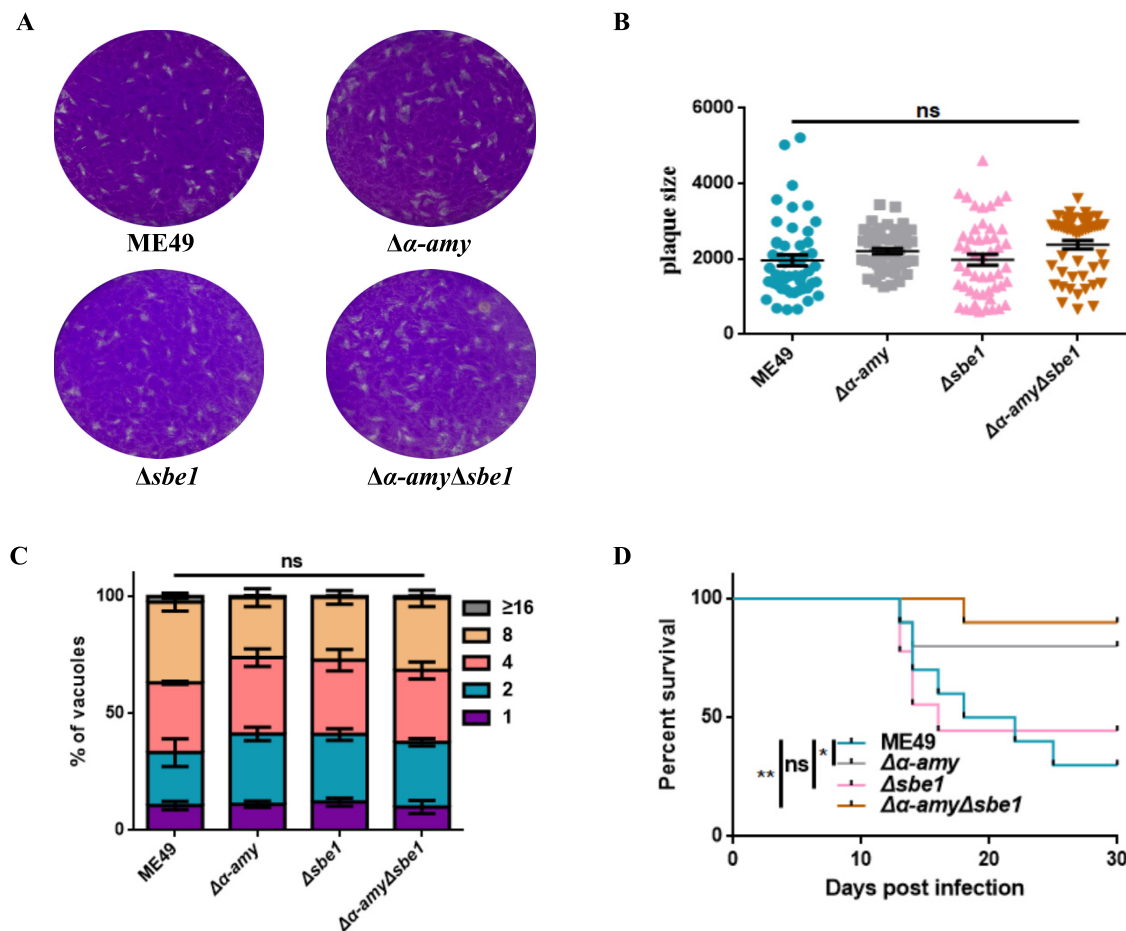 A
ME49
Δα-amy
Δsbe1
Δα-amyΔsbe1
B
6000
4000
2000
0
plaque size
ns
ME49
Δα-amy
Δsbe1
Δα-amyΔsbe1
C
ns
100
50
0
% of vacuoles
≥16
8
4
2
1
ME49
Δα-amy
Δsbe1
Δα-amyΔsbe1
D
100
50
0
Percent survival
** ns *
ME49
Δα-amy
Δsbe1
Δα-amyΔsbe1
0 10 20 30
Days post infection